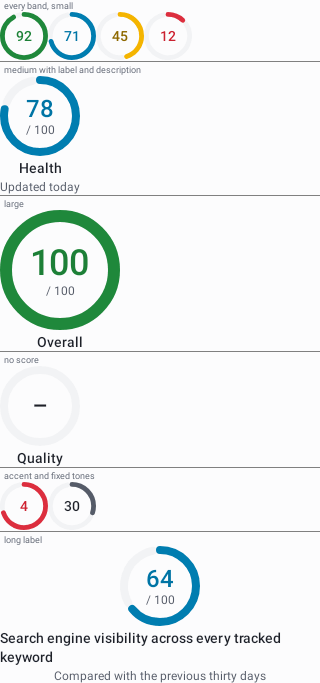 every band, small
92 71 45 12
medium with label and description
78
/ 100
Health
Updated today
large
100
/ 100
Overall
no score
–
Quality
accent and fixed tones
4 30
long label
64
/ 100
Search engine visibility across every tracked
keyword
Compared with the previous thirty days